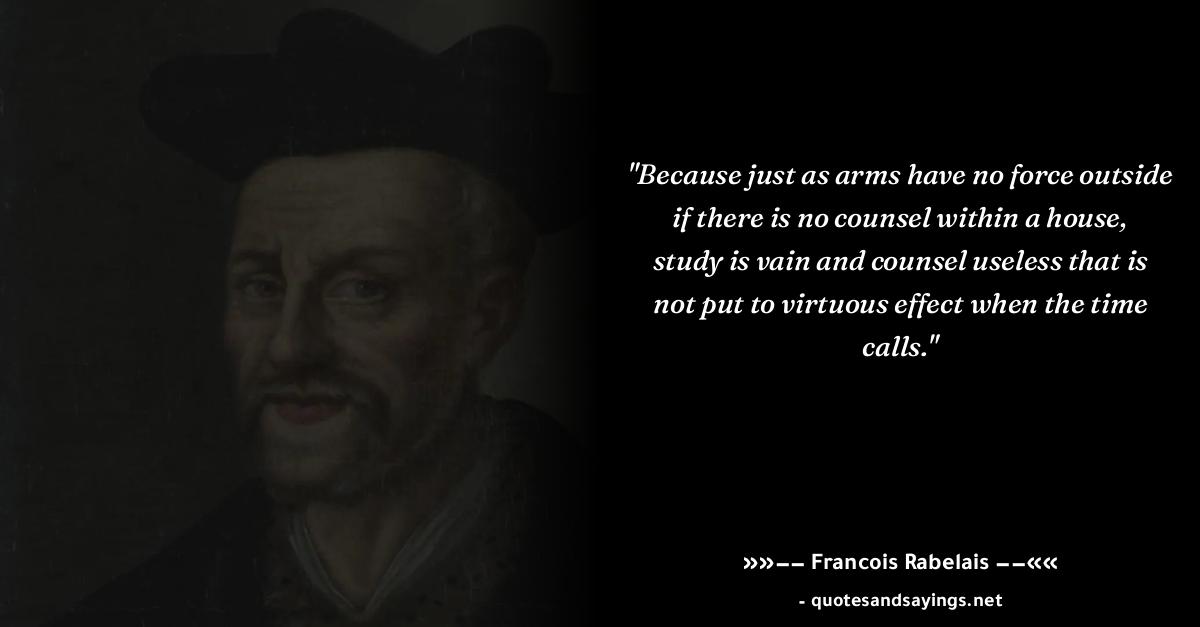 "Because just as arms have no force outside
if there is no counsel within a house,
study is vain and counsel useless that is
not put to virtuous effect when the time
calls."
»»−− Francois Rabelais −−««
- quotesandsayings.net